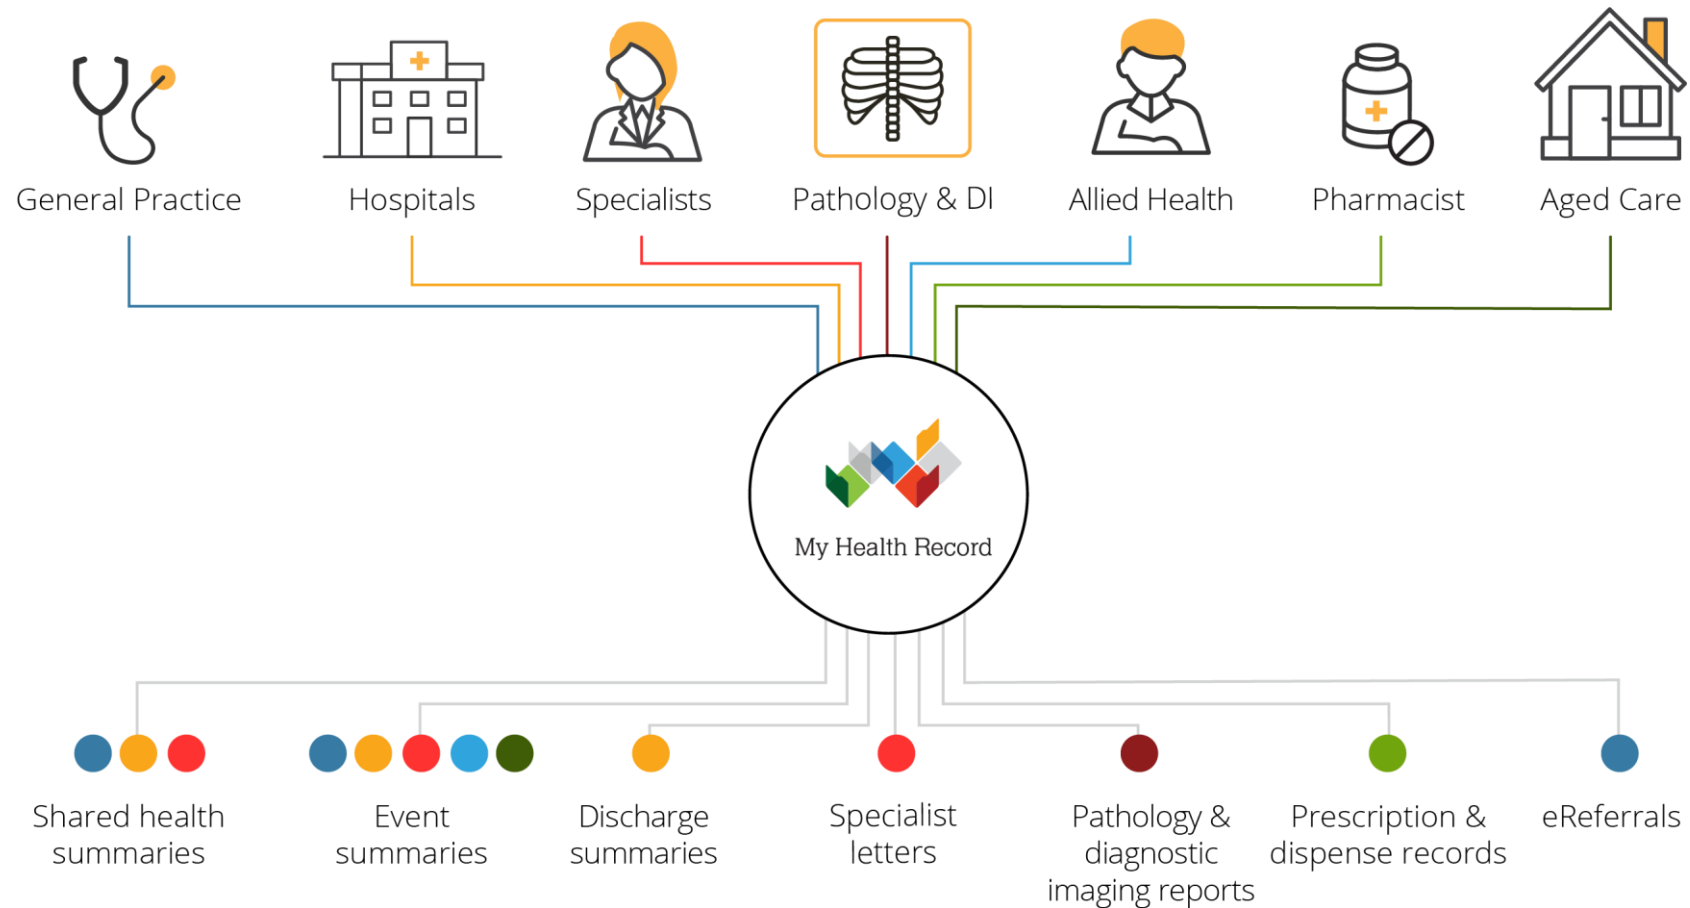 General Practice
Hospitals
Specialists
Pathology & DI
Allied Health
Pharmacist
Aged Care
My Health Record
Shared health
summaries
Event
summaries
Discharge
summaries
Specialist
letters
Pathology &
diagnostic
imaging reports
Prescription &
dispense records
eReferrals